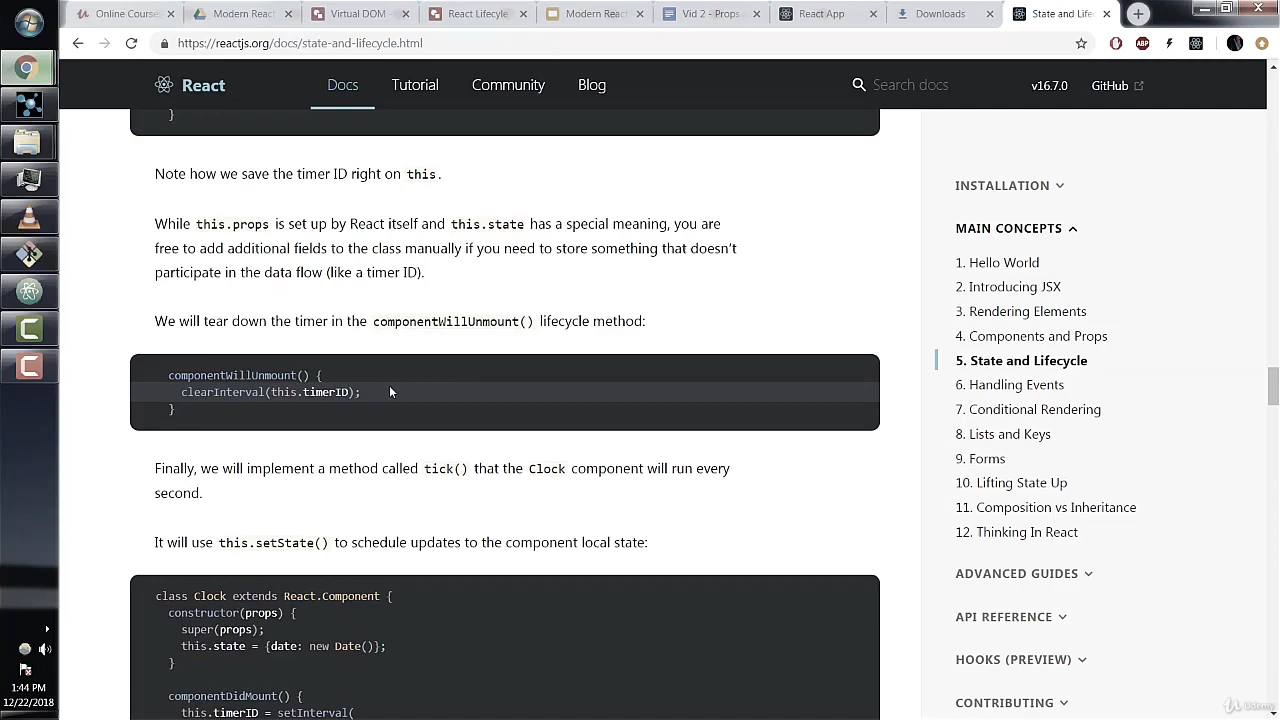 Online Courses
Modern React
Virtual DOM -
React Lifecyle
Modern React
Vid 2 - Props
React App
Downloads
State and Life
https://reactjs.org/docs/state-and-lifecycle.html
React
Docs
Tutorial
Community
Blog
Search docs
v16.7.0
GitHub
}
Note how we save the timer ID right on this.
While this.props is set up by React itself and this.state has a special meaning, you are
free to add additional fields to the class manually if you need to store something that doesn't
participate in the data flow (like a timer ID).
We will tear down the timer in the componentWillUnmount() lifecycle method:
componentWillUnmount() {
clearInterval(this.timerID);
}
Finally, we will implement a method called tick() that the Clock component will run every
second.
It will use this.setState() to schedule updates to the component local state:
class Clock extends React.Component {
constructor(props) {
super(props);
this.state = {date: new Date()};
}
componentDidMount() {
this.timerID = setInterval(
INSTALLATION
MAIN CONCEPTS
1. Hello World
2. Introducing JSX
3. Rendering Elements
4. Components and Props
5. State and Lifecycle
6. Handling Events
7. Conditional Rendering
8. Lists and Keys
9. Forms
10. Lifting State Up
11. Composition vs Inheritance
12. Thinking In React
ADVANCED GUIDES
API REFERENCE
HOOKS (PREVIEW)
CONTRIBUTING
ABP
1:44 PM
12/22/2018
Udemy